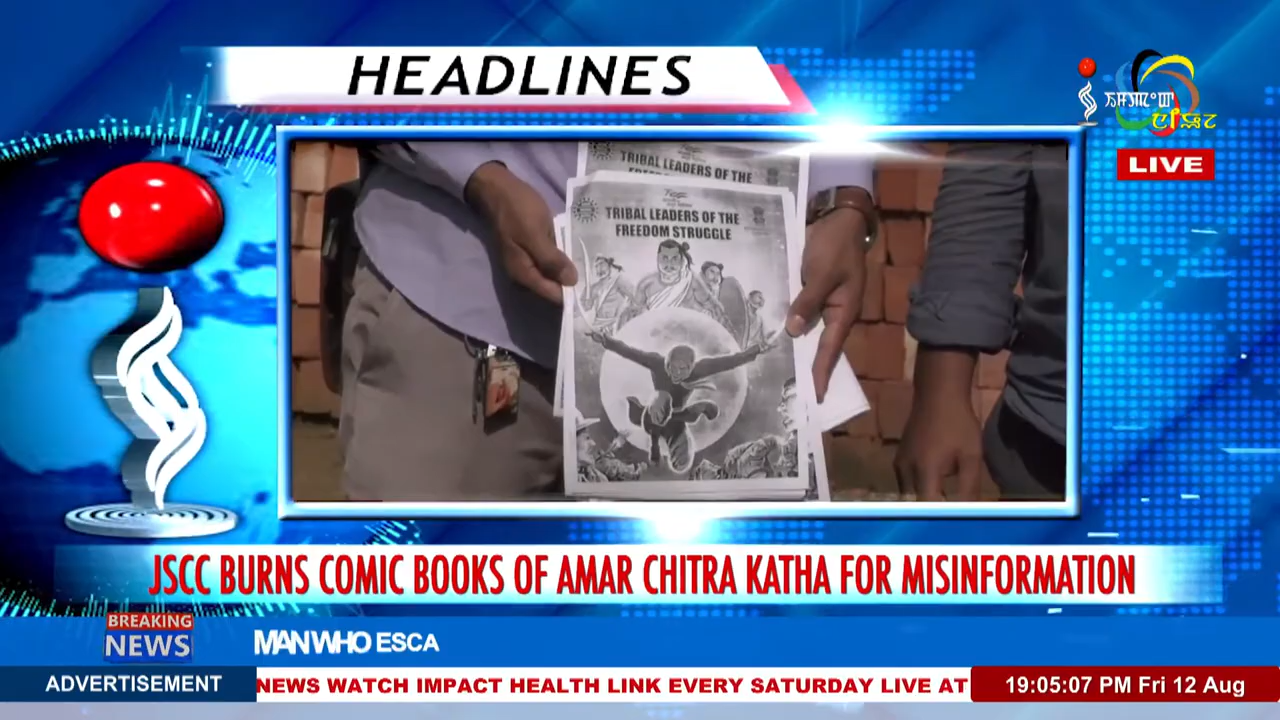 HEADLINES
LIVE
TRIBAL LEADERS OF THE
TRIBAL LEADERS OF THE
FREEDOM STRUGGLE
JSCC BURNS COMIC BOOKS OF AMAR CHITRA KATHA FOR MISINFORMATION
BREAKING
NEWS
MAN WHO ESCA
ADVERTISEMENT
NEWS WATCH IMPACT HEALTH LINK EVERY SATURDAY LIVE AT
19:05:07 PM Fri 12 Aug